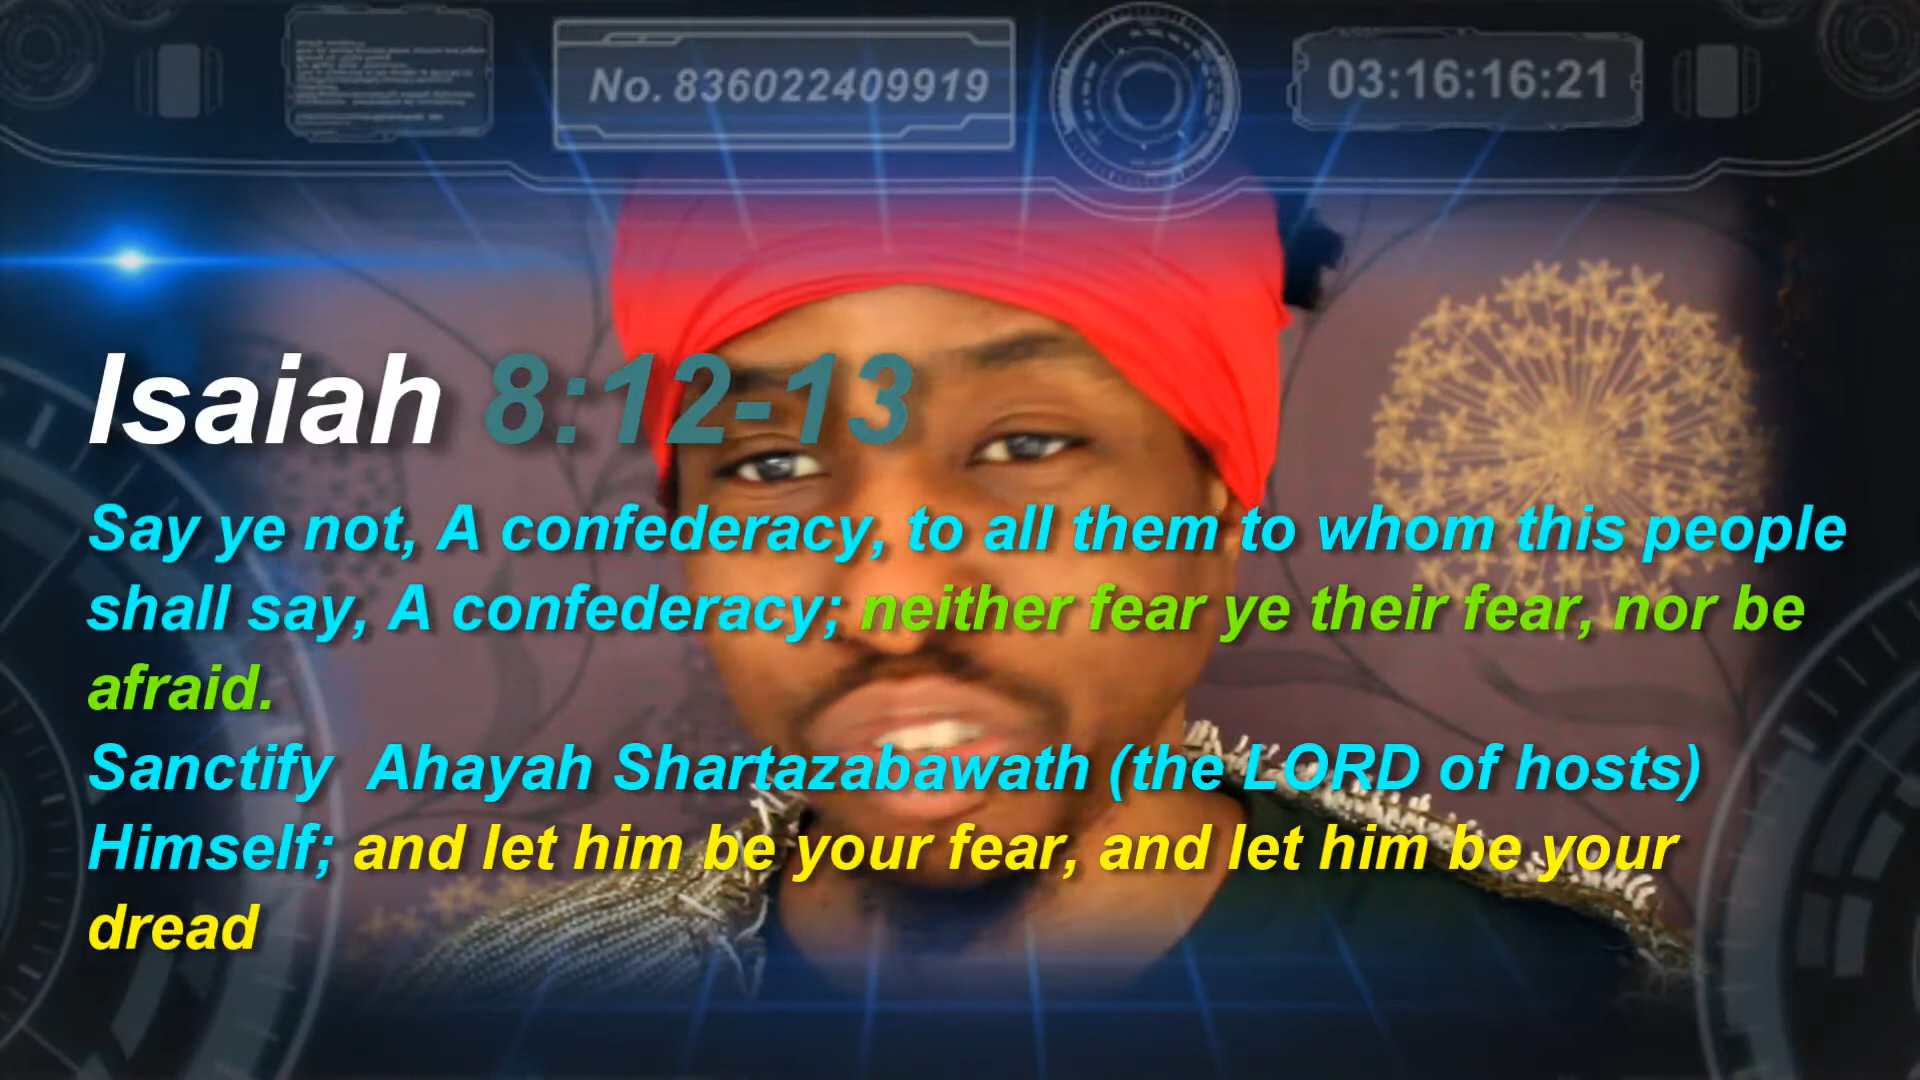 No. 836022409919
03:16:16:21
Isaiah 8:12-13
Say ye not, A confederacy, to all them to whom this people
shall say, A confederacy; neither fear ye their fear, nor be
afraid.
Sanctify Ahayah Shartazabawath (the LORD of hosts)
Himself; and let him be your fear, and let him be your
dread